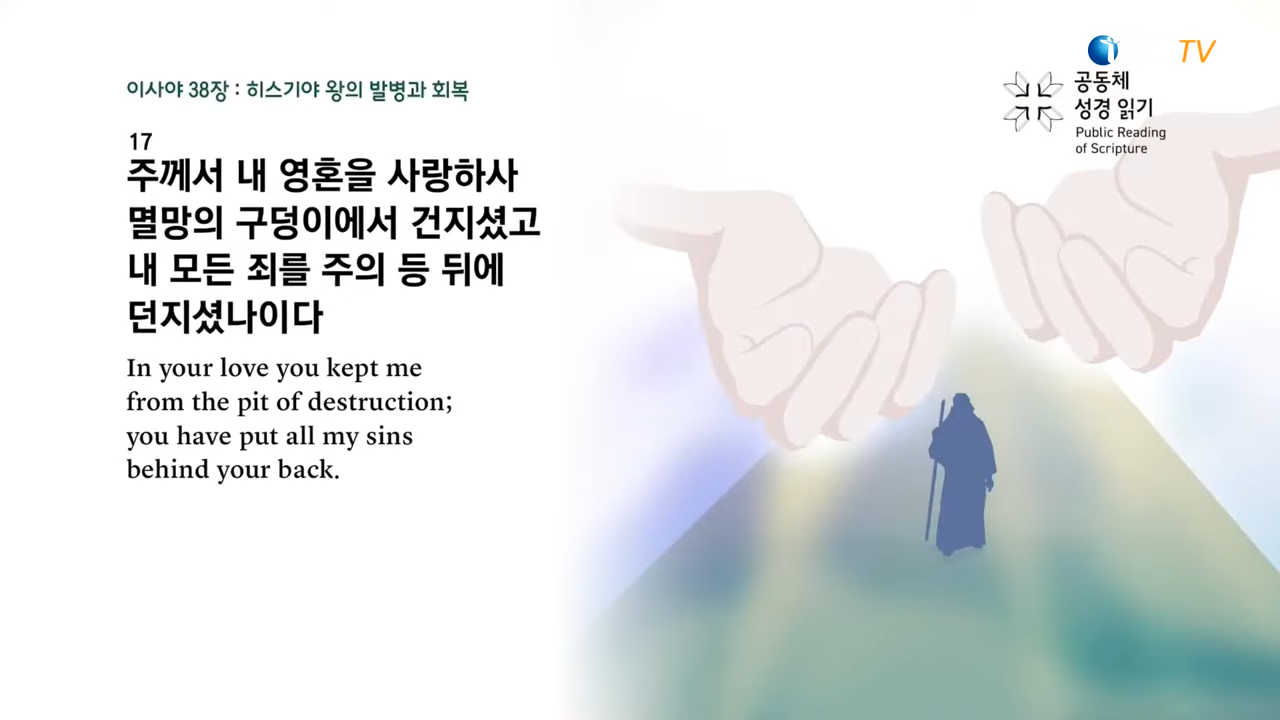 이사야 38장 : 히스기야 왕의 발병과 회복
17
주께서 내 영혼을 사랑하사
멸망의 구덩이에서 건지셨고
내 모든 죄를 주의 등 뒤에
던지셨나이다
In your love you kept me
from the pit of destruction;
you have put all my sins
behind your back.
TV
공동체
성경 읽기
Public Reading
of Scripture